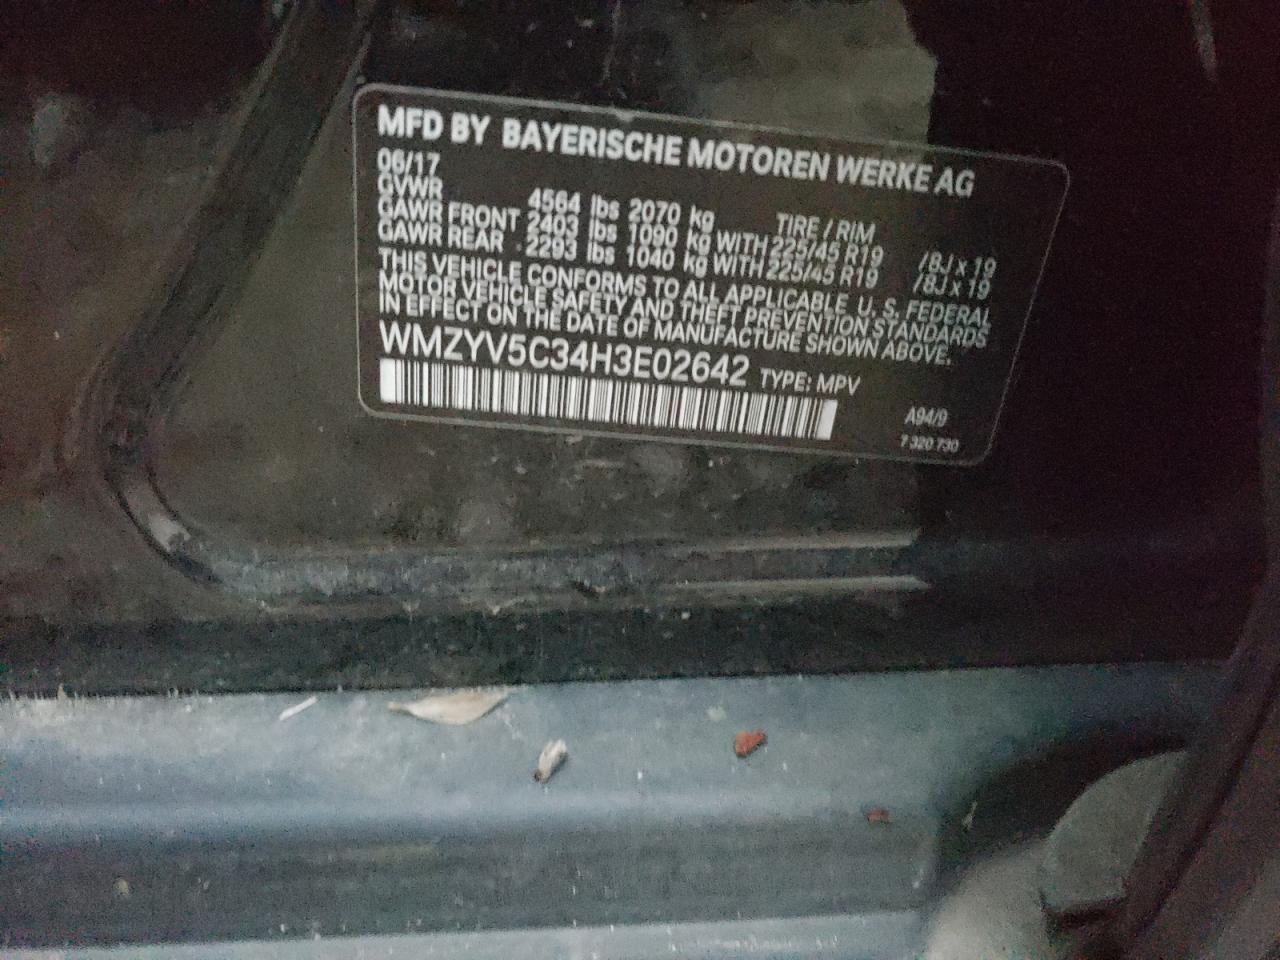 MFD BY BAYERISCHE MOTOREN WERKE AG
06/17
GVWR 4564 lbs 2070 kg TIRE / RIM
GAWR FRONT 2403 lbs 1090 kg WITH 225/45 R19 /8J x 19
GAWR REAR 2293 lbs 1040 kg WITH 225/45 R19 /8J x 19
THIS VEHICLE CONFORMS TO ALL APPLICABLE U. S. FEDERAL
MOTOR VEHICLE SAFETY AND THEFT PREVENTION STANDARDS
IN EFFECT ON THE DATE OF MANUFACTURE SHOWN ABOVE.
WMZYV5C34H3E02642 TYPE: MPV
A94/9
7 320 730